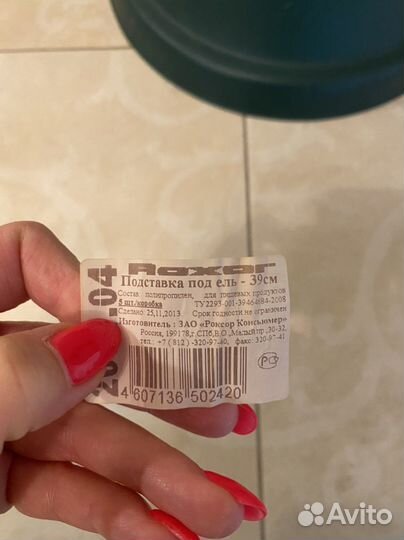 Roxor
Подставка под ель - 39см
Состав полипропилен, для пищевых продуктов
5 шт./коробка ТУ2293-001-39464684-2008
Сделано: 25,11,2013 Срок годности не ограничен
Изготовитель : ЗАО «Роксор Консьюмер»
Россия, 199178,г.СПб,В.О.,Малый пр.,30-32,
тел.: +7 (812) -320-97-40, факс: 320-97-41
.04
РСТ
4 607136 502420
Avito